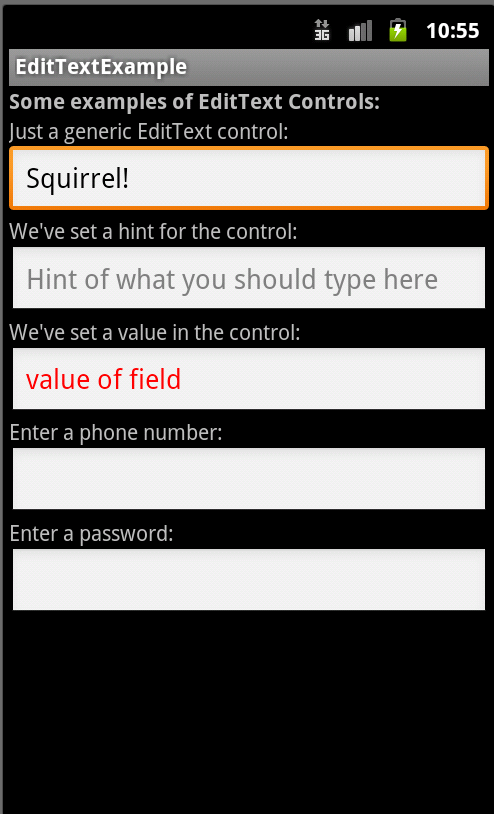 3G 10:55
EditTextExample
Some examples of EditText Controls:
Just a generic EditText control:
Squirrel!
We've set a hint for the control:
Hint of what you should type here
We've set a value in the control:
value of field
Enter a phone number:
Enter a password: